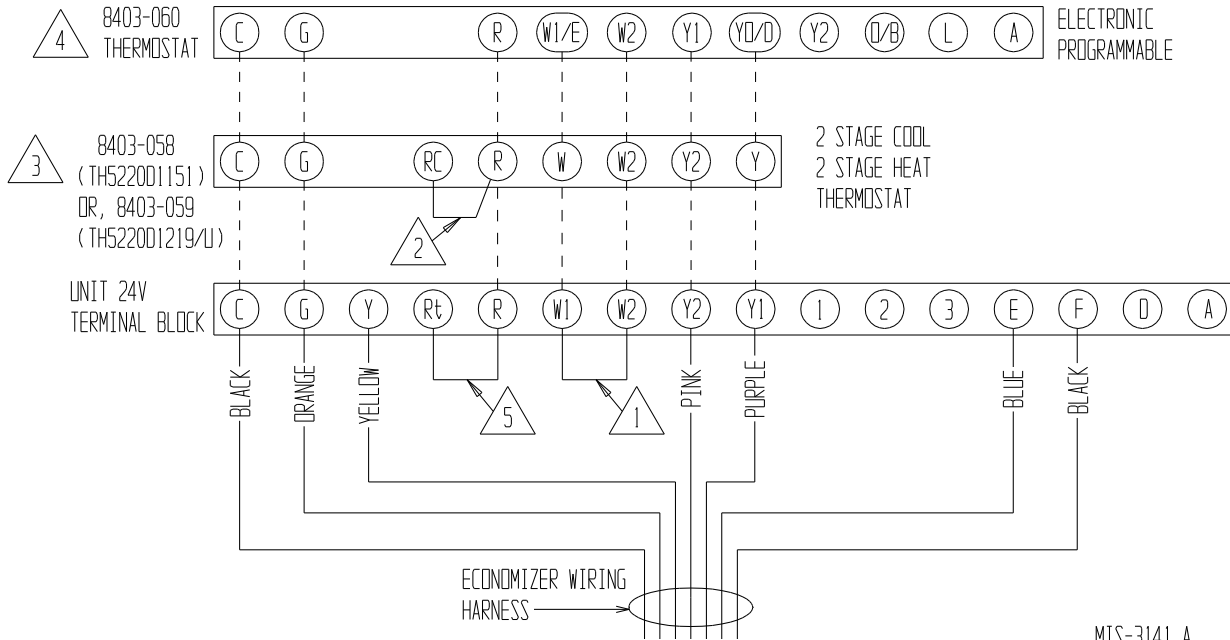 4 8403-060 THERMOSTAT
C G R W1/E W2 Y1 YO/D Y2 O/B L A
ELECTRONIC
PROGRAMMABLE
3 8403-058
(TH5220D1151)
OR, 8403-059
(TH5220D1219/U)
C G RC R W W2 Y2 Y
2 STAGE COOL
2 STAGE HEAT
THERMOSTAT
2
UNIT 24V
TERMINAL BLOCK
C G Y Rt R W1 W2 Y2 Y1 1 2 3 E F D A
BLACK ORANGE YELLOW PINK PURPLE BLUE BLACK
5 1
ECONOMIZER WIRING
HARNESS
MIS-3141 A